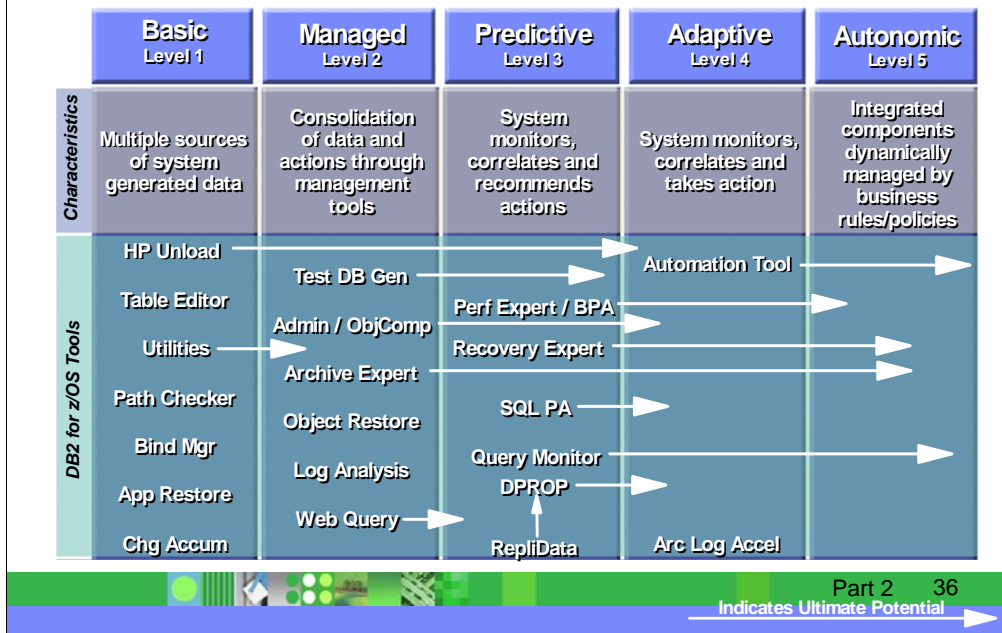 Basic
Level 1
Managed
Level 2
Predictive
Level 3
Adaptive
Level 4
Autonomic
Level 5
Characteristics
Multiple sources
of system
generated data
Consolidation
of data and
actions through
management
tools
System
monitors,
correlates and
recommends
actions
System monitors,
correlates and
takes action
Integrated
components
dynamically
managed by
business
rules/policies
DB2 for z/OS Tools
HP Unload
Table Editor
Utilities
Path Checker
Bind Mgr
App Restore
Chg Accum
Test DB Gen
Admin / ObjComp
Archive Expert
Object Restore
Log Analysis
Web Query
Perf Expert / BPA
Recovery Expert
SQL PA
Query Monitor
DPROP
RepliData
Automation Tool
Arc Log Accel
Part 2 36
Indicates Ultimate Potential